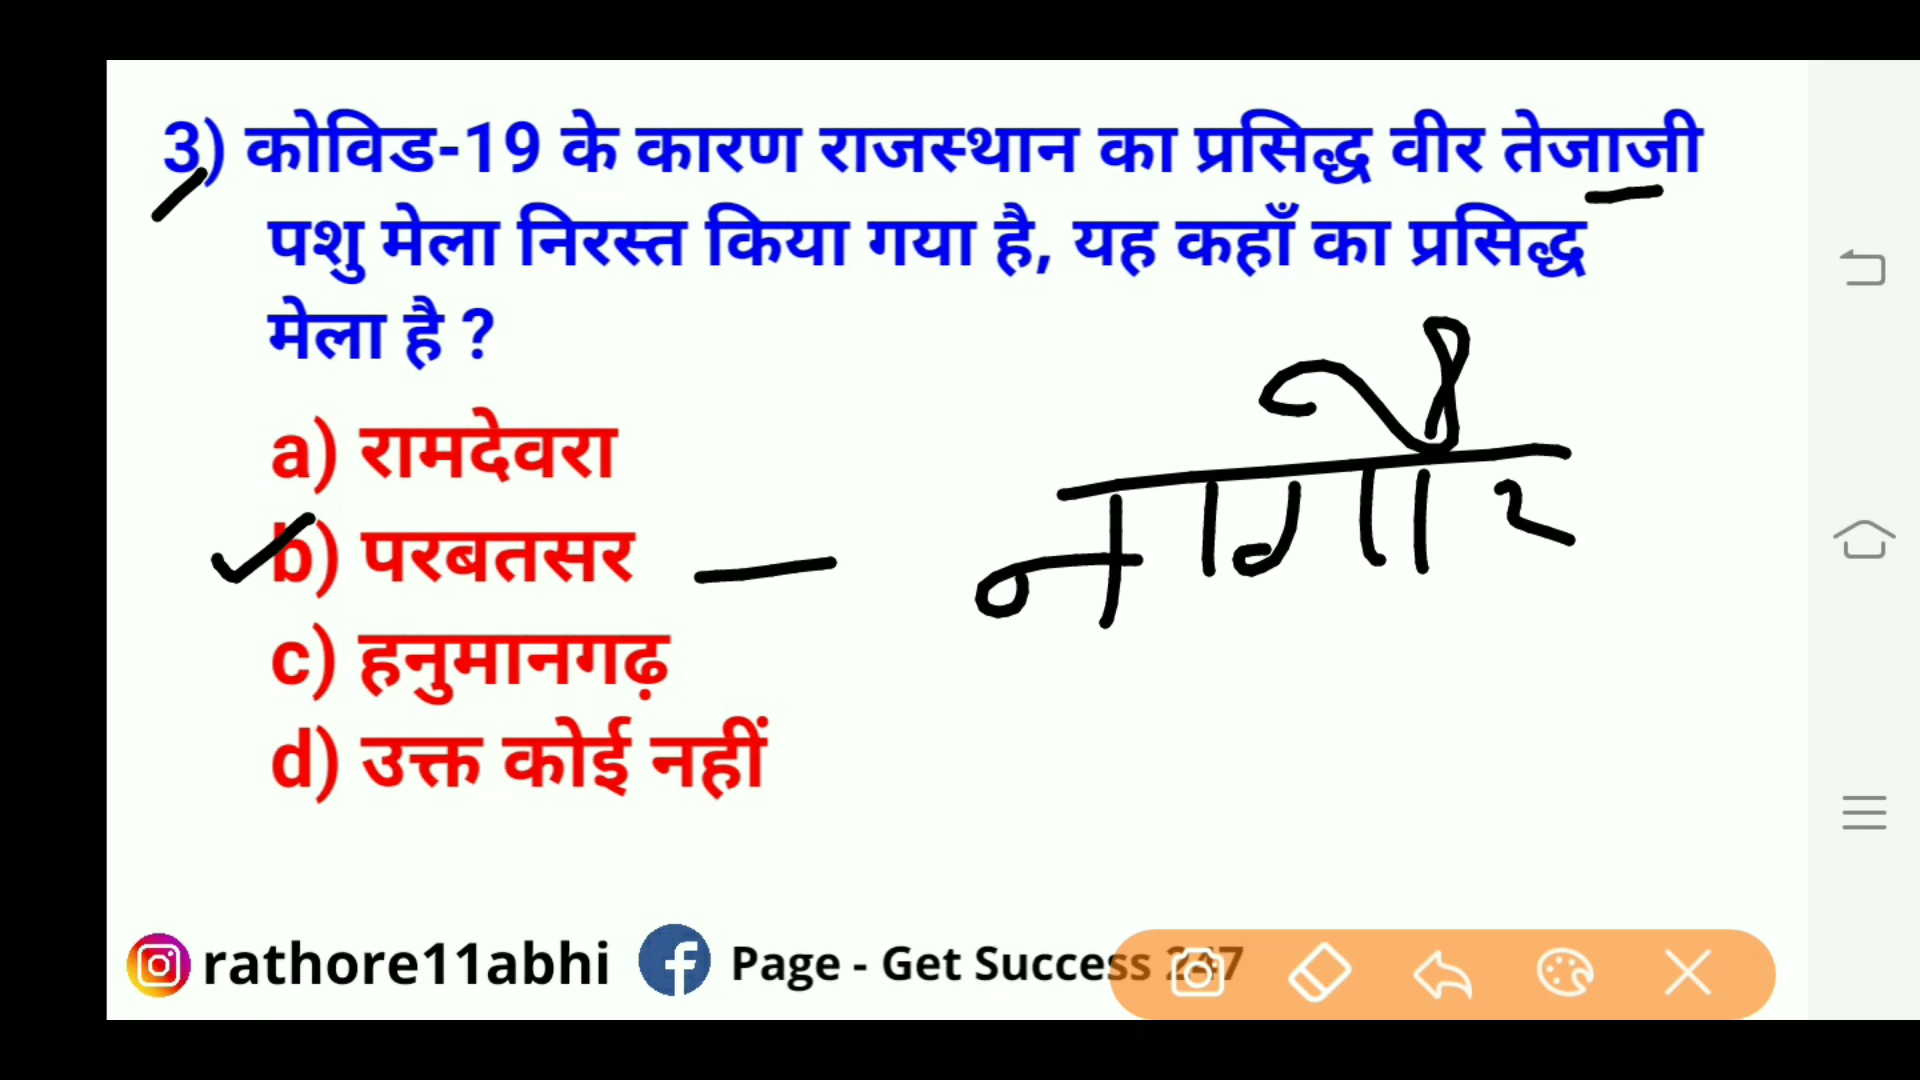 3) कोविड-19 के कारण राजस्थान का प्रसिद्ध वीर तेजाजी
पशु मेला निरस्त किया गया है, यह कहाँ का प्रसिद्ध
मेला है ?
a) रामदेवरा
b) परबतसर — नागौर
c) हनुमानगढ़
d) उक्त कोई नहीं
rathore11abhi Page - Get Success 247